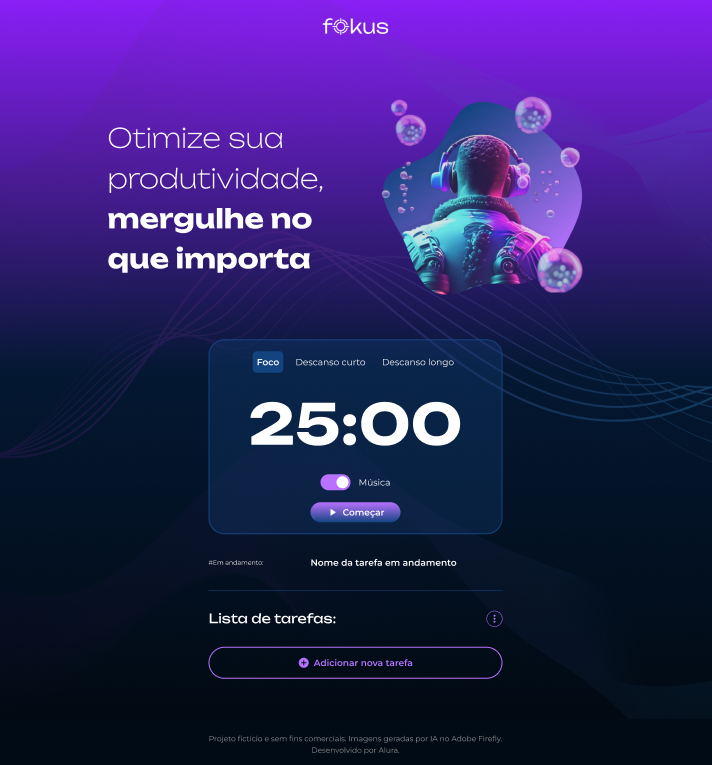 fokus
Otimize sua
produtividade,
mergulhe no
que importa
Foco Descanso curto Descanso longo
25:00
Música
Começar
#Em andamento: Nome da tarefa em andamento
Lista de tarefas:
Adicionar nova tarefa
Projeto fictício e sem fins comerciais. Imagens geradas por IA no Adobe Firefly.
Desenvolvido por Alura.